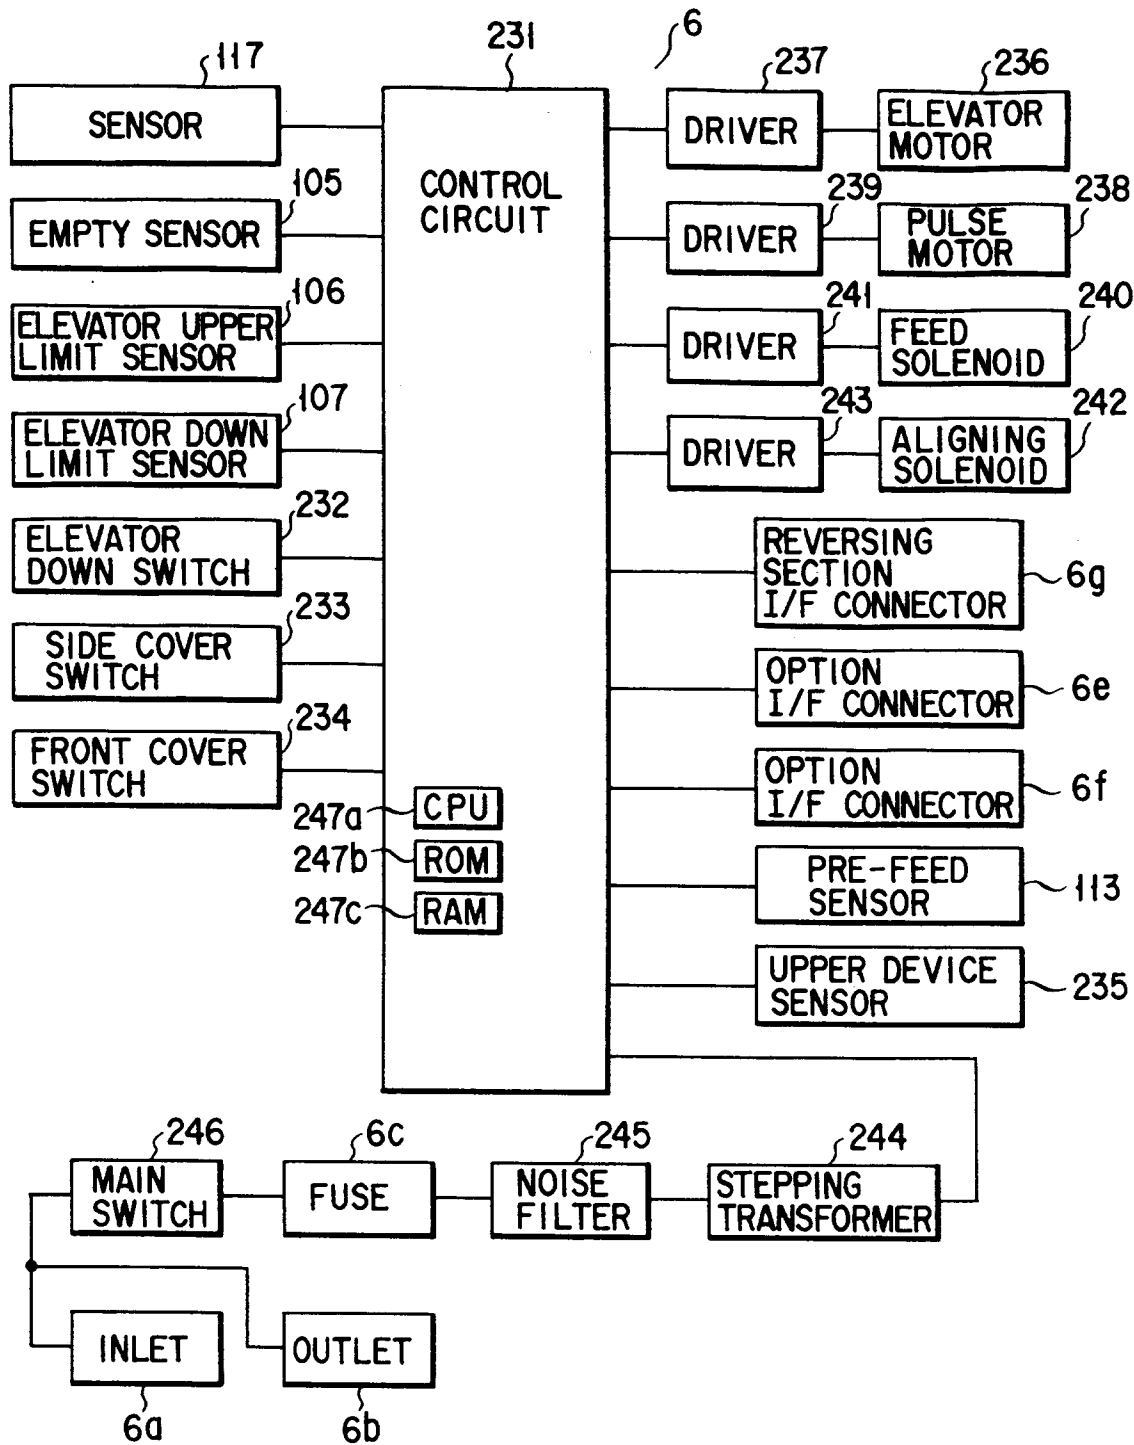 6
231
117
SENSOR
105
EMPTY SENSOR
106
ELEVATOR UPPER
LIMIT SENSOR
107
ELEVATOR DOWN
LIMIT SENSOR
232
ELEVATOR
DOWN SWITCH
233
SIDE COVER
SWITCH
234
FRONT COVER
SWITCH
CONTROL
CIRCUIT
247a
CPU
247b
ROM
247c
RAM
237
DRIVER
236
ELEVATOR
MOTOR
239
DRIVER
238
PULSE
MOTOR
241
DRIVER
240
FEED
SOLENOID
243
DRIVER
242
ALIGNING
SOLENOID
REVERSING
SECTION
I/F CONNECTOR
6g
OPTION
I/F CONNECTOR
6e
OPTION
I/F CONNECTOR
6f
PRE-FEED
SENSOR
113
UPPER DEVICE
SENSOR
235
246
MAIN
SWITCH
6c
FUSE
245
NOISE
FILTER
244
STEPPING
TRANSFORMER
INLET
6a
OUTLET
6b